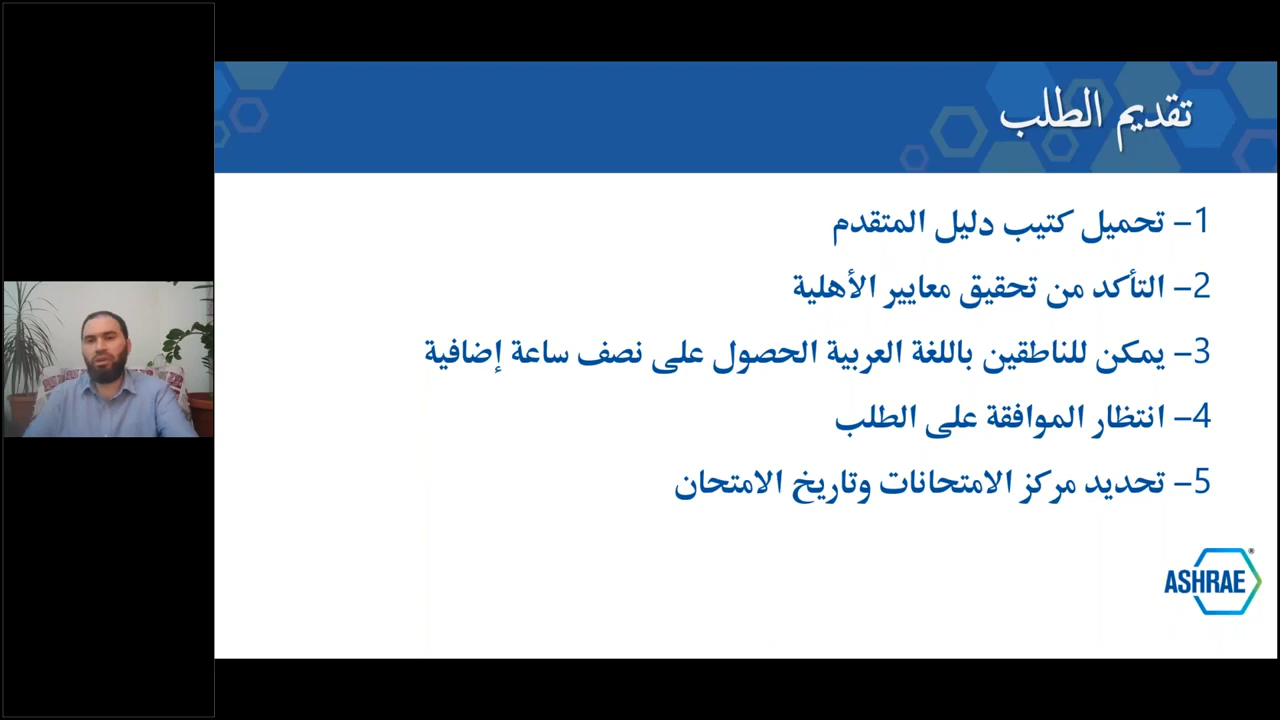 تقديم الطلب
1– تحميل كتيب دليل المتقدم
2– التأكد من تحقيق معايير الأهلية
3– يمكن للناطقين باللغة العربية الحصول على نصف ساعة إضافية
4– انتظار الموافقة على الطلب
5– تحديد مركز الامتحانات وتاريخ الامتحان
ASHRAE®